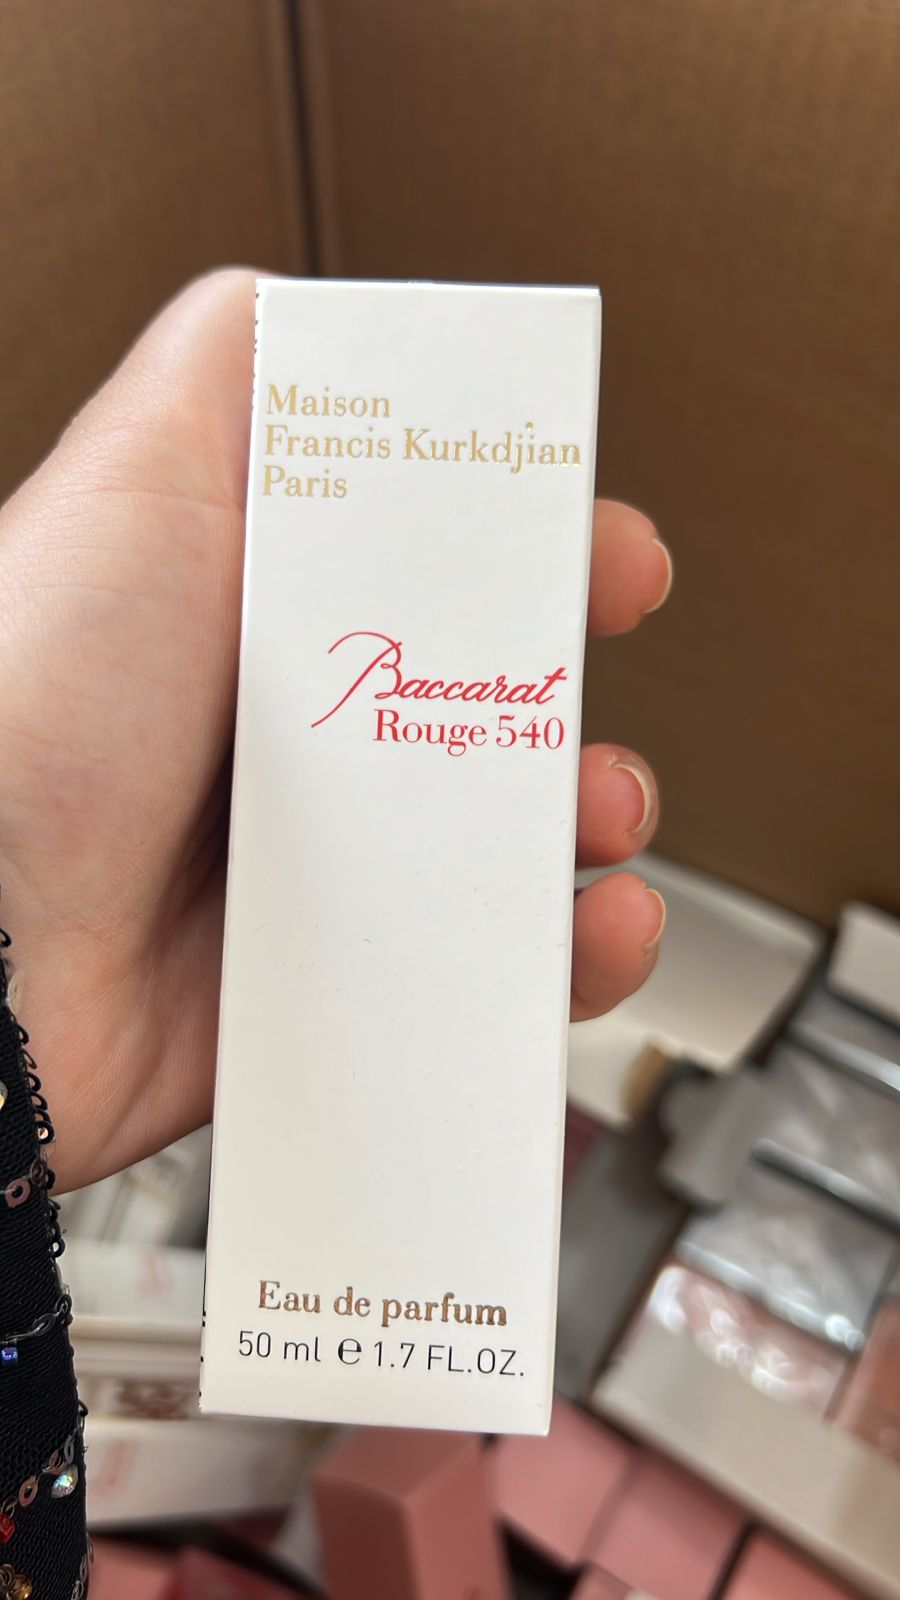 Maison
Francis Kurkdjian
Paris
Baccarat
Rouge 540
Eau de parfum
50 ml ℮ 1.7 FL.OZ.